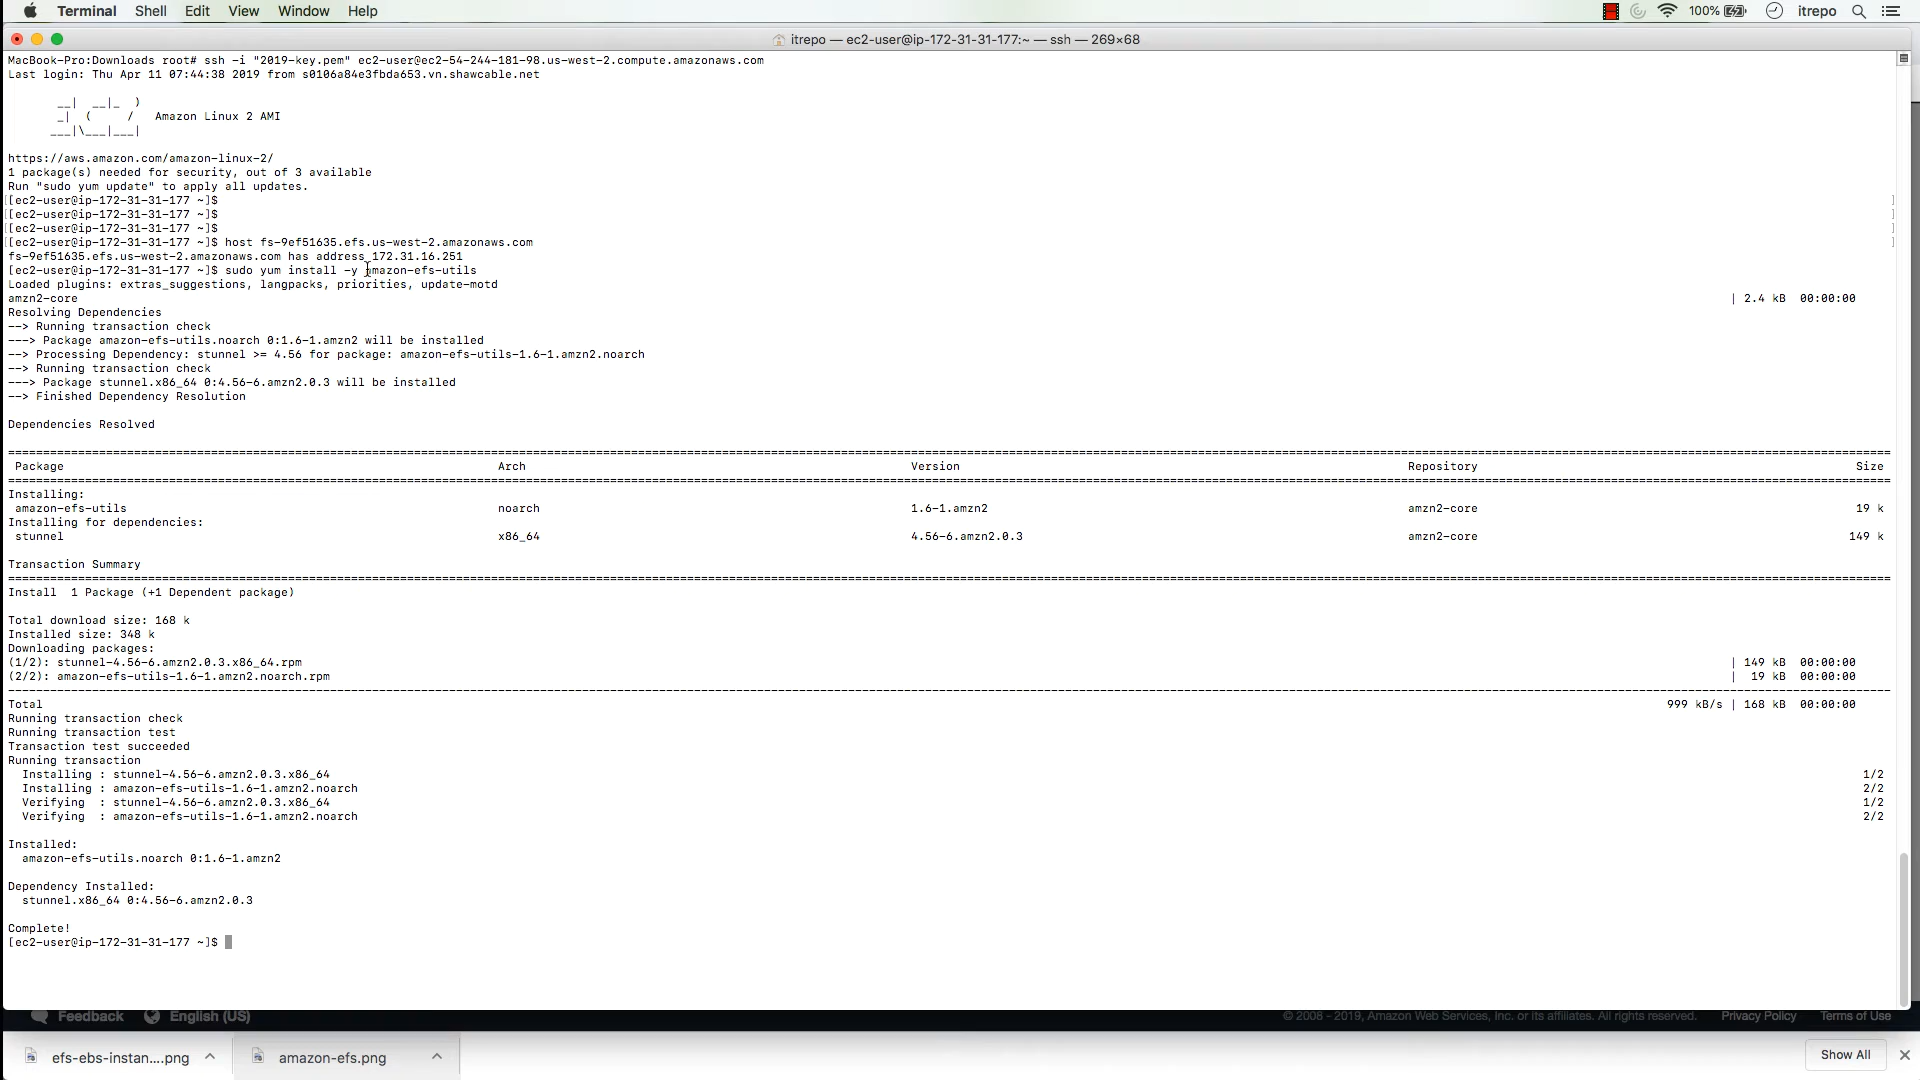 Terminal Shell Edit View Window Help 100% itrepo
itrepo — ec2-user@ip-172-31-31-177:~ — ssh — 269×68
MacBook-Pro:Downloads root# ssh -i "2019-key.pem" ec2-user@ec2-54-244-181-98.us-west-2.compute.amazonaws.com
Last login: Thu Apr 11 07:44:38 2019 from s0106a84e3fbda653.vn.shawcable.net
__|  __|_  )
_|  (     /   Amazon Linux 2 AMI
___|\___|___|
https://aws.amazon.com/amazon-linux-2/
1 package(s) needed for security, out of 3 available
Run "sudo yum update" to apply all updates.
[[ec2-user@ip-172-31-31-177 ~]$ ]
[[ec2-user@ip-172-31-31-177 ~]$ ]
[[ec2-user@ip-172-31-31-177 ~]$ ]
[[ec2-user@ip-172-31-31-177 ~]$ host fs-9ef51635.efs.us-west-2.amazonaws.com ]
fs-9ef51635.efs.us-west-2.amazonaws.com has address 172.31.16.251
[ec2-user@ip-172-31-31-177 ~]$ sudo yum install -y amazon-efs-utils
Loaded plugins: extras_suggestions, langpacks, priorities, update-motd
amzn2-core | 2.4 kB 00:00:00
Resolving Dependencies
--> Running transaction check
---> Package amazon-efs-utils.noarch 0:1.6-1.amzn2 will be installed
--> Processing Dependency: stunnel >= 4.56 for package: amazon-efs-utils-1.6-1.amzn2.noarch
--> Running transaction check
---> Package stunnel.x86_64 0:4.56-6.amzn2.0.3 will be installed
--> Finished Dependency Resolution
Dependencies Resolved
Package Arch Version Repository Size
Installing:
amazon-efs-utils noarch 1.6-1.amzn2 amzn2-core 19 k
Installing for dependencies:
stunnel x86_64 4.56-6.amzn2.0.3 amzn2-core 149 k
Transaction Summary
Install  1 Package (+1 Dependent package)
Total download size: 168 k
Installed size: 348 k
Downloading packages:
(1/2): stunnel-4.56-6.amzn2.0.3.x86_64.rpm | 149 kB 00:00:00
(2/2): amazon-efs-utils-1.6-1.amzn2.noarch.rpm | 19 kB 00:00:00
Total 999 kB/s | 168 kB 00:00:00
Running transaction check
Running transaction test
Transaction test succeeded
Running transaction
Installing : stunnel-4.56-6.amzn2.0.3.x86_64 1/2
Installing : amazon-efs-utils-1.6-1.amzn2.noarch 2/2
Verifying  : stunnel-4.56-6.amzn2.0.3.x86_64 1/2
Verifying  : amazon-efs-utils-1.6-1.amzn2.noarch 2/2
Installed:
amazon-efs-utils.noarch 0:1.6-1.amzn2
Dependency Installed:
stunnel.x86_64 0:4.56-6.amzn2.0.3
Complete!
[ec2-user@ip-172-31-31-177 ~]$
Feedback English (US) © 2008 - 2019, Amazon Web Services, Inc. or its affiliates. All rights reserved. Privacy Policy Terms of Use
efs-ebs-instan....png amazon-efs.png Show All